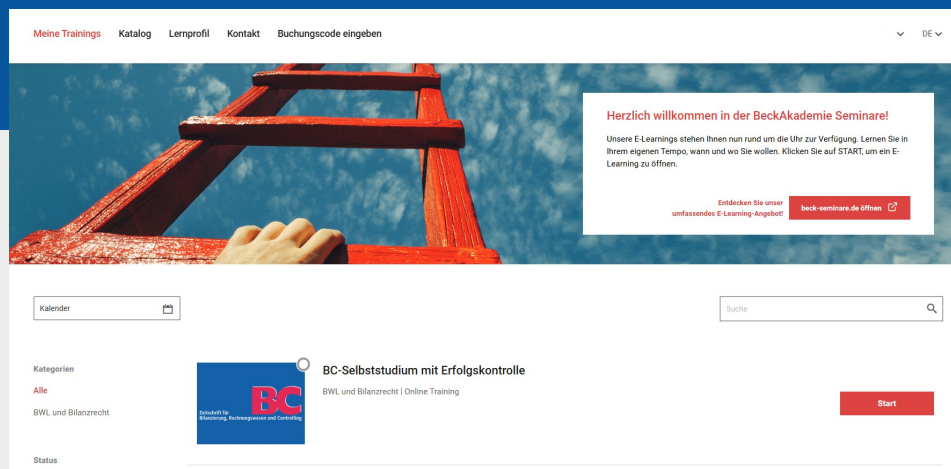 Meine Trainings Katalog Lernprofil Kontakt Buchungscode eingeben DE
Herzlich willkommen in der BeckAkademie Seminare!
Unsere E-Learnings stehen Ihnen nun rund um die Uhr zur Verfügung. Lernen Sie in
Ihrem eigenen Tempo, wann und wo Sie wollen. Klicken Sie auf START, um ein E-
Learning zu öffnen.
Entdecken Sie unser
umfassendes E-Learning-Angebot!
beck-seminare.de öffnen
Kalender
Suche
Kategorien
Alle
BWL und Bilanzrecht
Status
BC
Zeitschrift für
Bilanzierung, Rechnungswesen und Controlling
BC-Selbststudium mit Erfolgskontrolle
BWL und Bilanzrecht | Online Training
Start